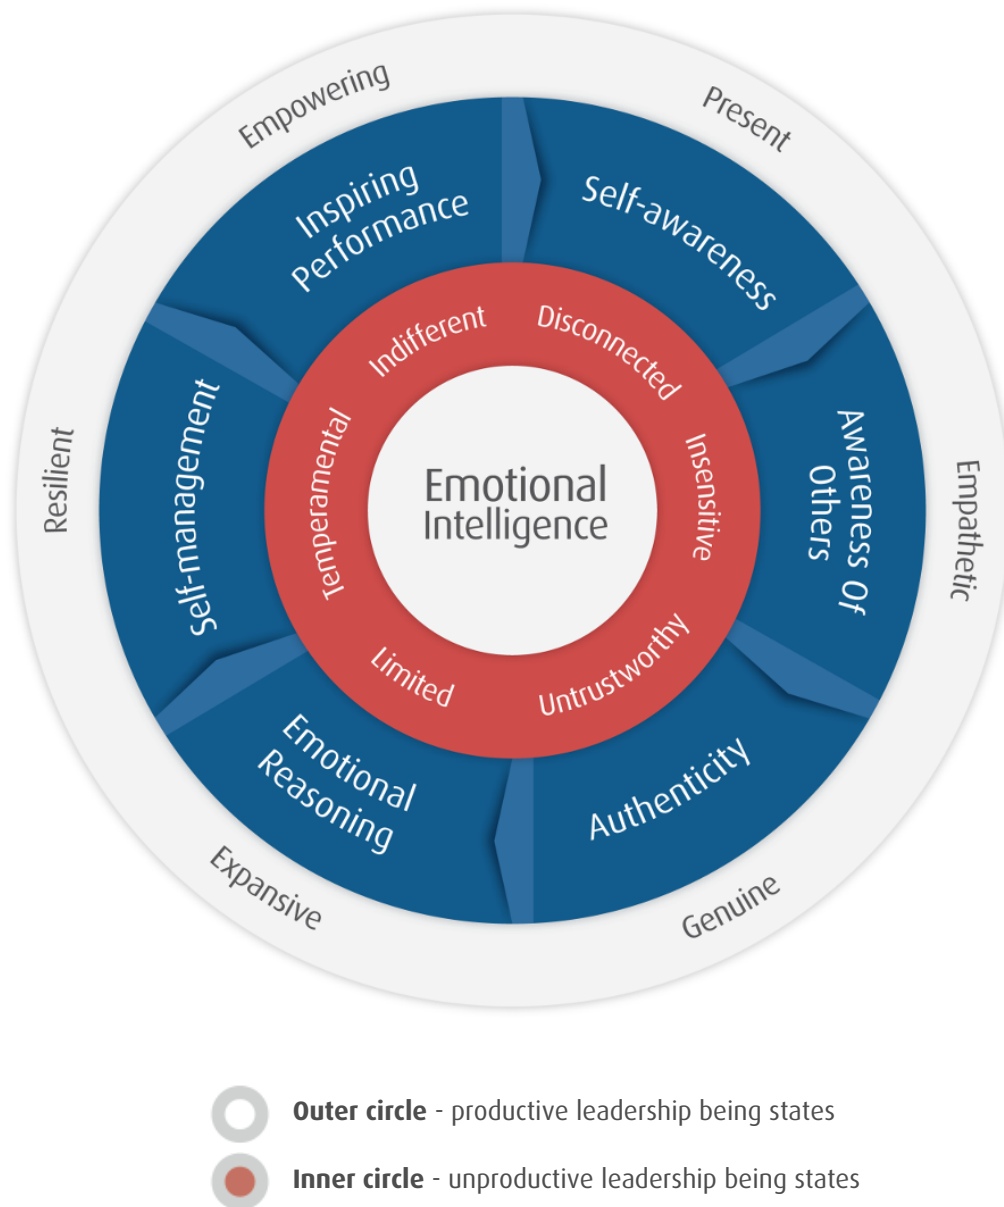 Empowering
Present
Inspiring
Performance
Self-awareness
Indifferent
Disconnected
Resilient
Self-management
Temperamental
Emotional
Intelligence
Insensitive
Awareness Of
Others
Empathetic
Limited
Untrustworthy
Emotional
Reasoning
Authenticity
Expansive
Genuine
Outer circle - productive leadership being states
Inner circle - unproductive leadership being states